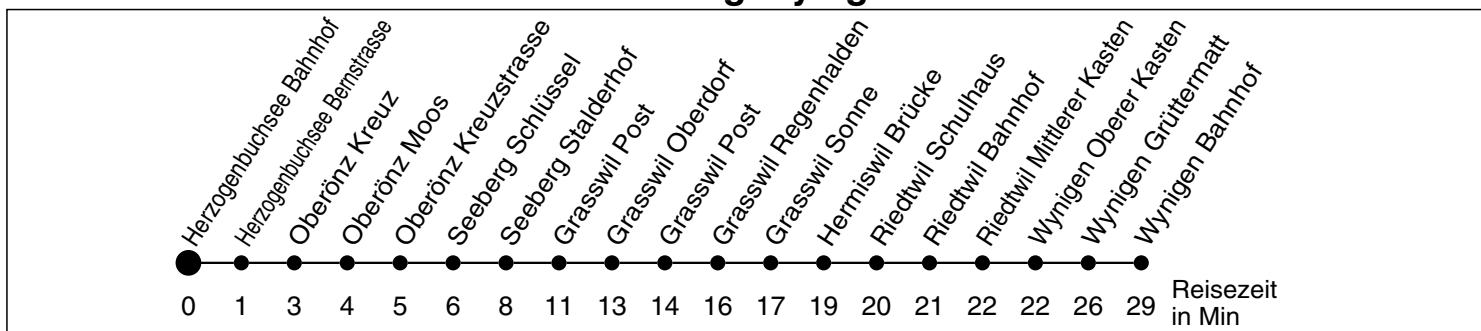 Herzogenbuchsee Bahnhof
Herzogenbuchsee Bernstrasse
Oberönz Kreuz
Oberönz Moos
Oberönz Kreuzstrasse
Seeberg Schlüssel
Seeberg Stalderhof
Grasswil Post
Grasswil Oberdorf
Grasswil Post
Grasswil Regenhalden
Grasswil Sonne
Hermiswil Brücke
Riedtwil Schulhaus
Riedtwil Bahnhof
Riedtwil Mittlerer Kasten
Wynigen Oberer Kasten
Wynigen Grüttermatt
Wynigen Bahnhof
0 1 3 4 5 6 8 11 13 14 16 17 19 20 21 22 22 26 29 Reisezeit
in Min